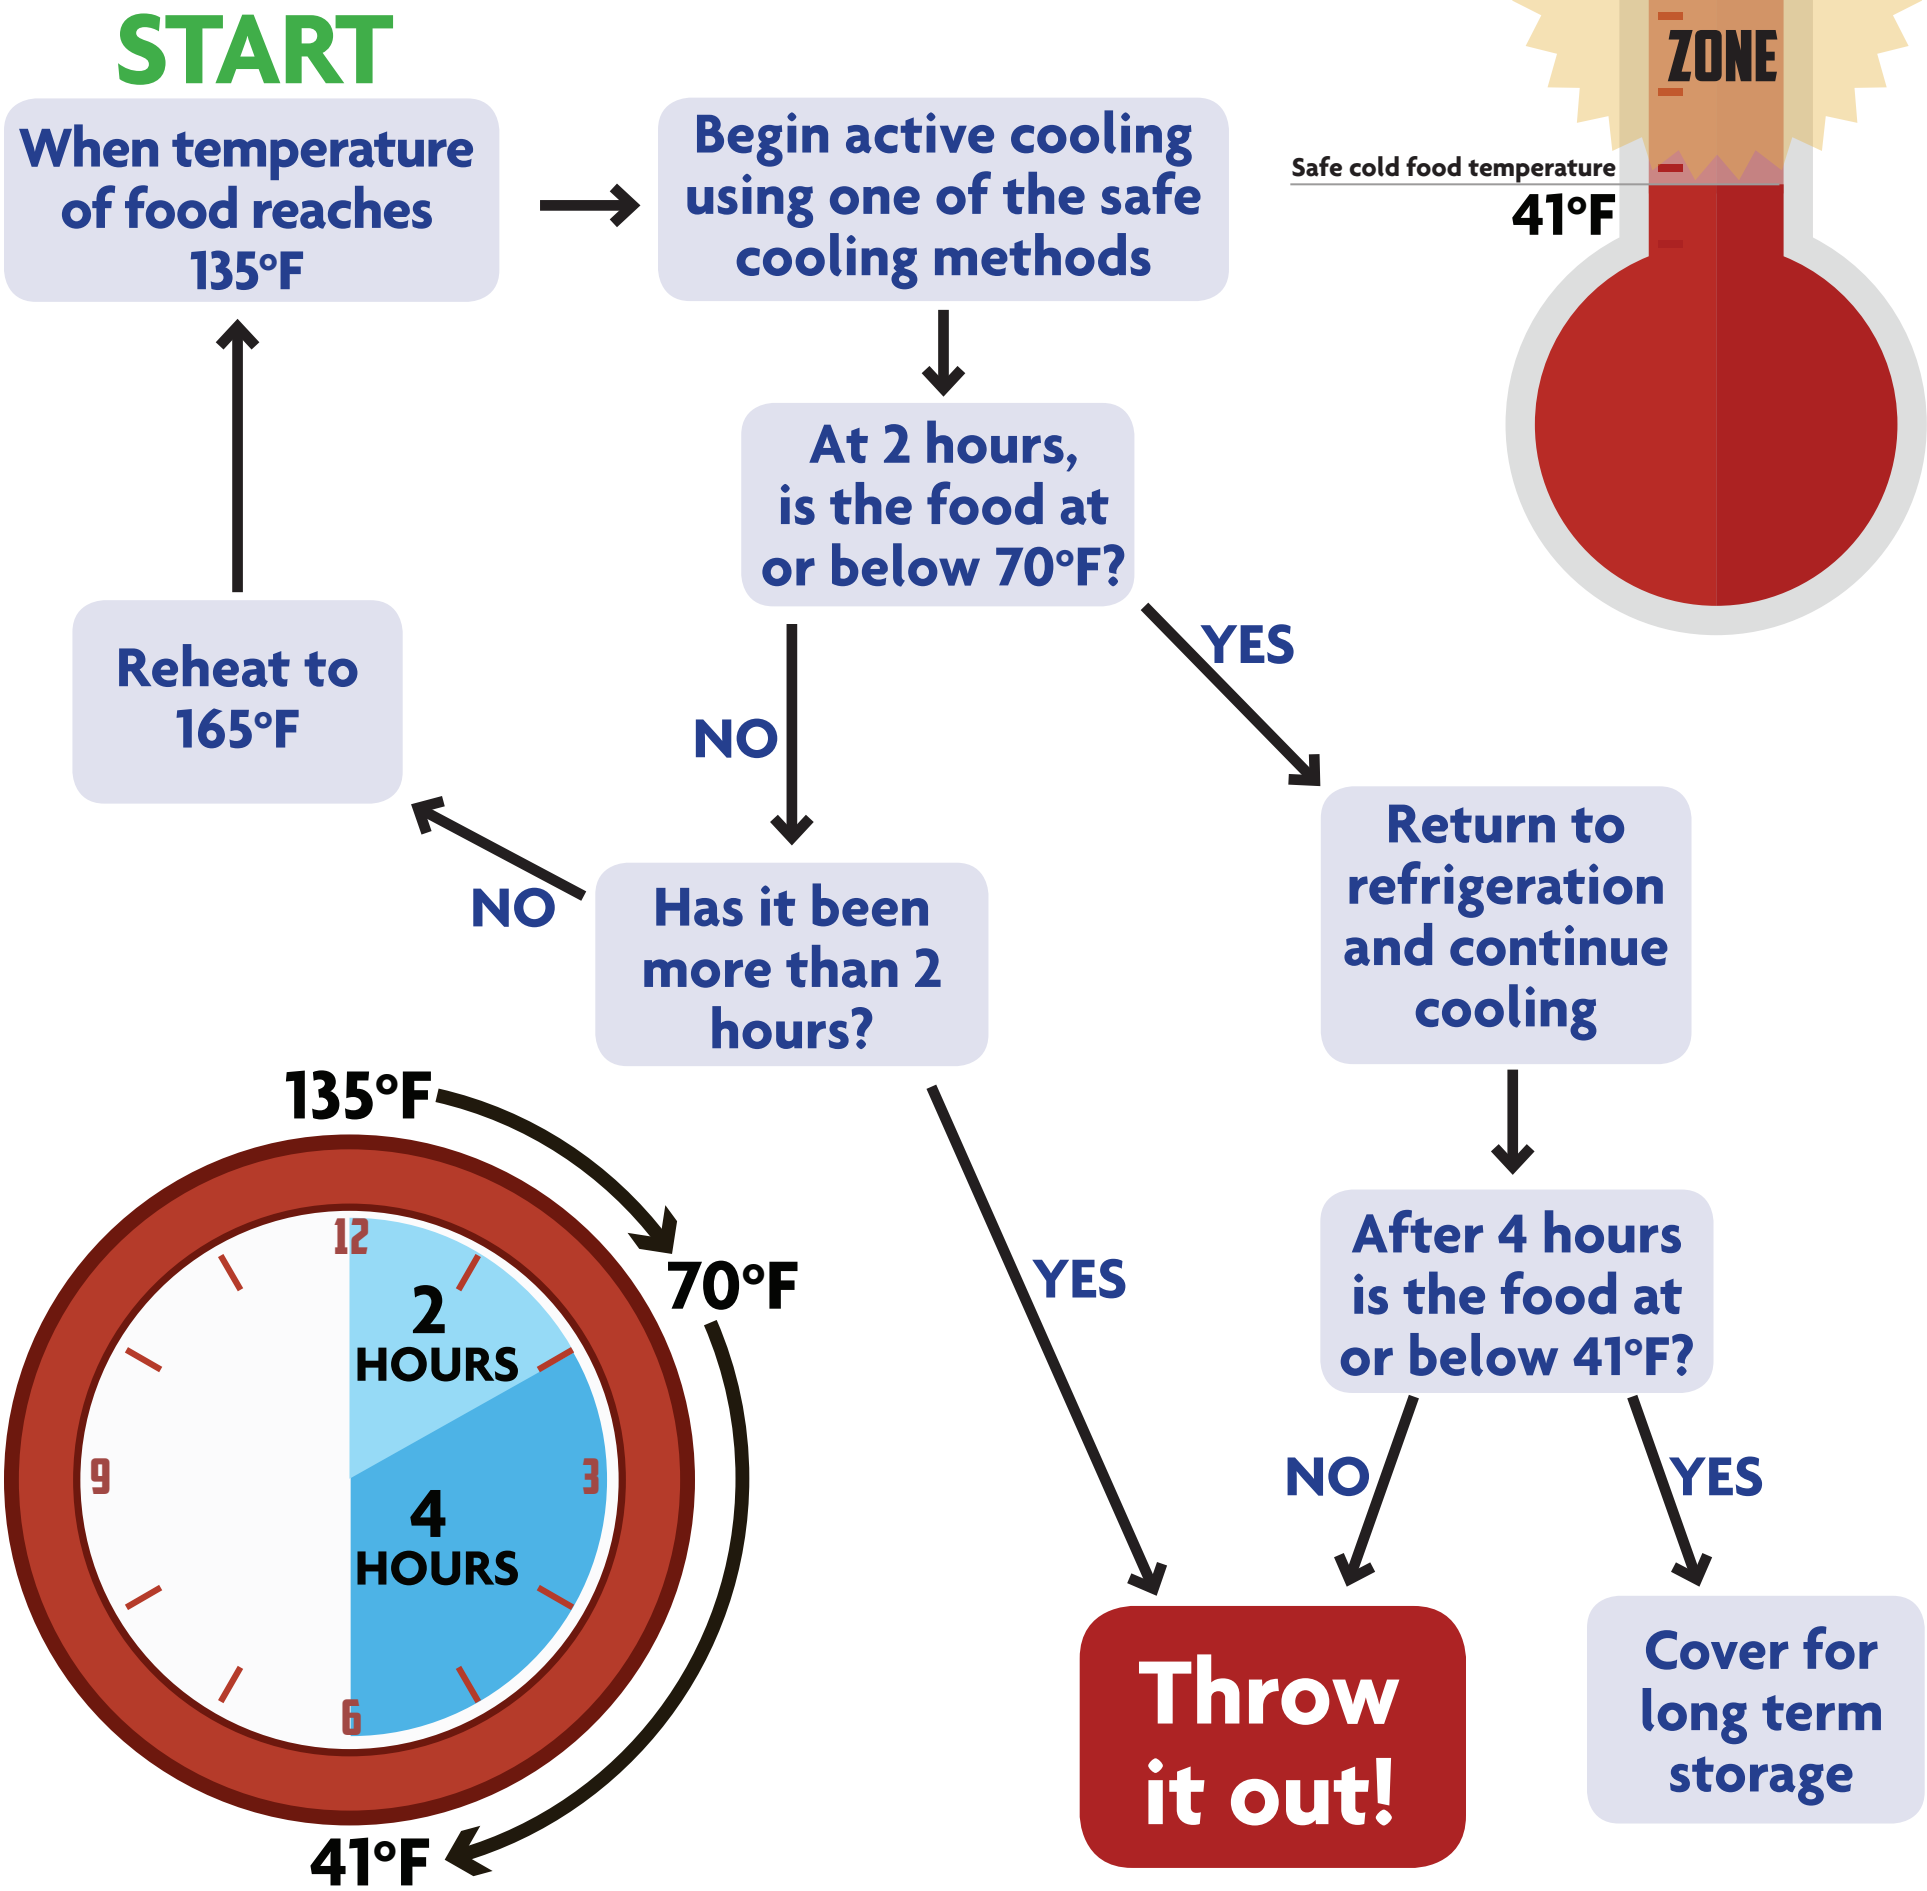 START
When temperature
of food reaches
135°F
Begin active cooling
using one of the safe
cooling methods
ZONE
Safe cold food temperature
41°F
At 2 hours,
is the food at
or below 70°F?
YES
NO
Reheat to
165°F
Return to
refrigeration
and continue
cooling
NO
Has it been
more than 2
hours?
YES
After 4 hours
is the food at
or below 41°F?
NO
YES
Throw
it out!
Cover for
long term
storage
135°F
70°F
41°F
12
2
HOURS
3
4
HOURS
6
9